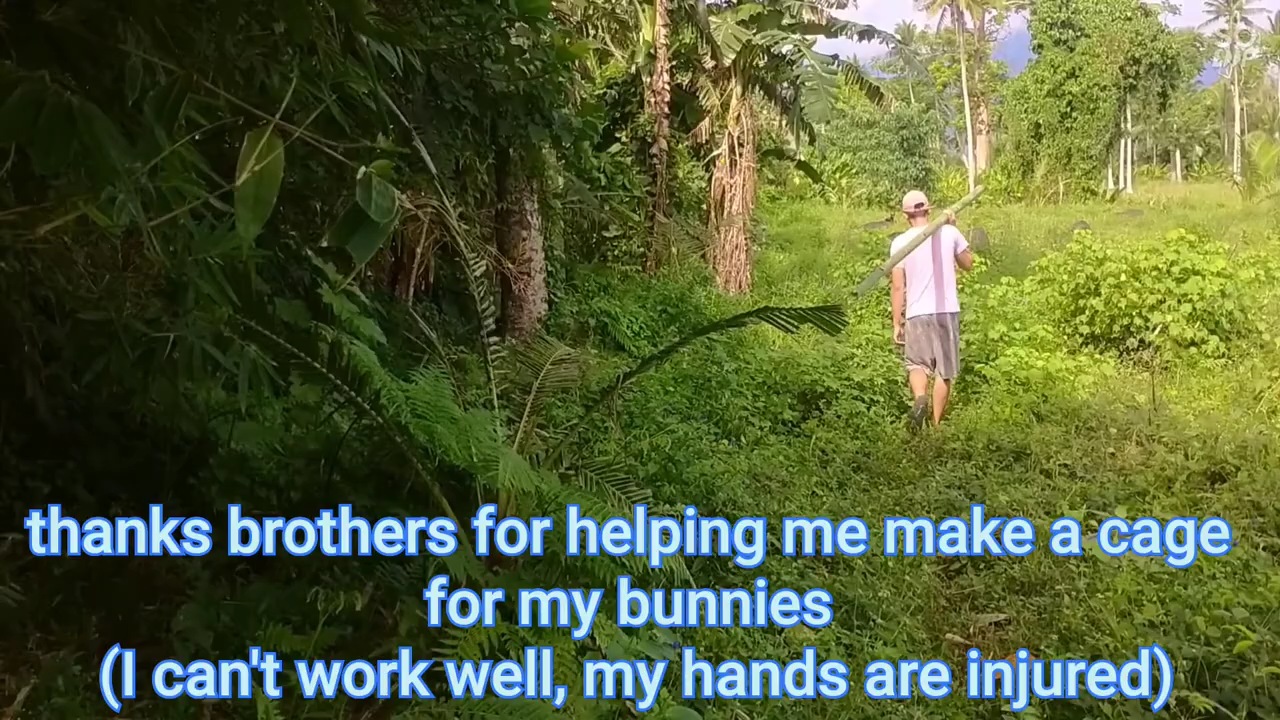 thanks brothers for helping me make a cage
for my bunnies
(I can't work well, my hands are injured)